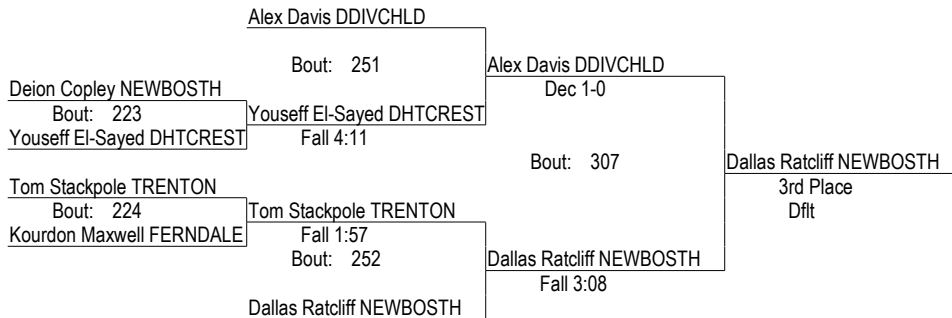 Alex Davis DDIVCHLD
Bout: 251
Alex Davis DDIVCHLD
Deion Copley NEWBOSTH
Dec 1-0
Bout: 223
Youseff El-Sayed DHTCREST
Youseff El-Sayed DHTCREST
Fall 4:11
Bout: 307
Dallas Ratcliff NEWBOSTH
Tom Stackpole TRENTON
3rd Place
Bout: 224
Tom Stackpole TRENTON
Dflt
Kourdon Maxwell FERNDALE
Fall 1:57
Bout: 252
Dallas Ratcliff NEWBOSTH
Fall 3:08
Dallas Ratcliff NEWBOSTH